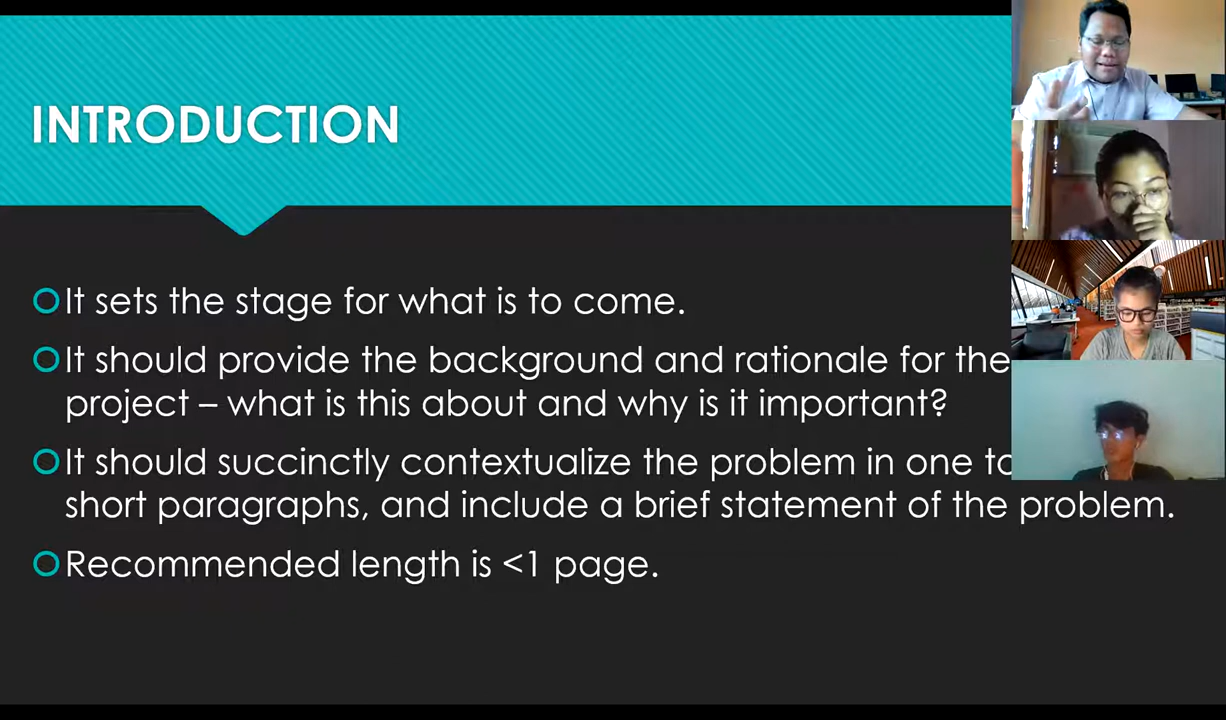 INTRODUCTION
It sets the stage for what is to come.
It should provide the background and rationale for the
project – what is this about and why is it important?
It should succinctly contextualize the problem in one to
short paragraphs, and include a brief statement of the problem.
Recommended length is <1 page.